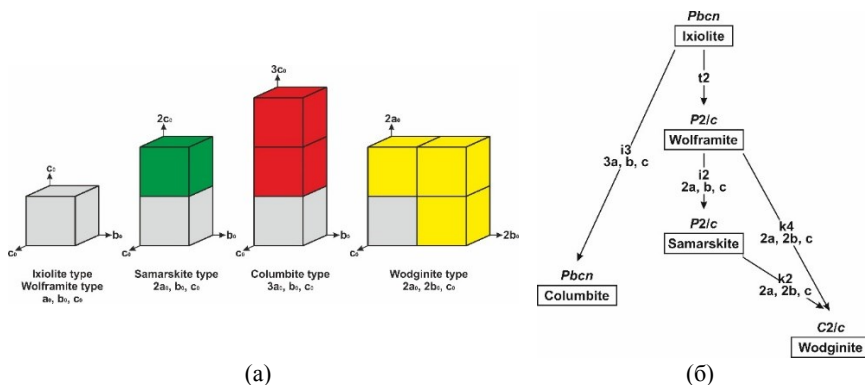 c₀
b₀
c₀
Ixiolite type
Wolframite type
a₀, b₀, c₀
2c₀
b₀
c₀
Samarskite type
2a₀, b₀, c₀
3c₀
b₀
c₀
Columbite type
3a₀, b₀, c₀
2a₀
2b₀
c₀
Wodginite type
2a₀, 2b₀, c₀
(а)
Pbcn
Ixiolite
t2
P2/c
Wolframite
i3
3a, b, c
i2
2a, b, c
P2/c
Samarskite
k4
2a, 2b, c
k2
2a, 2b, c
Pbcn
Columbite
C2/c
Wodginite
(б)